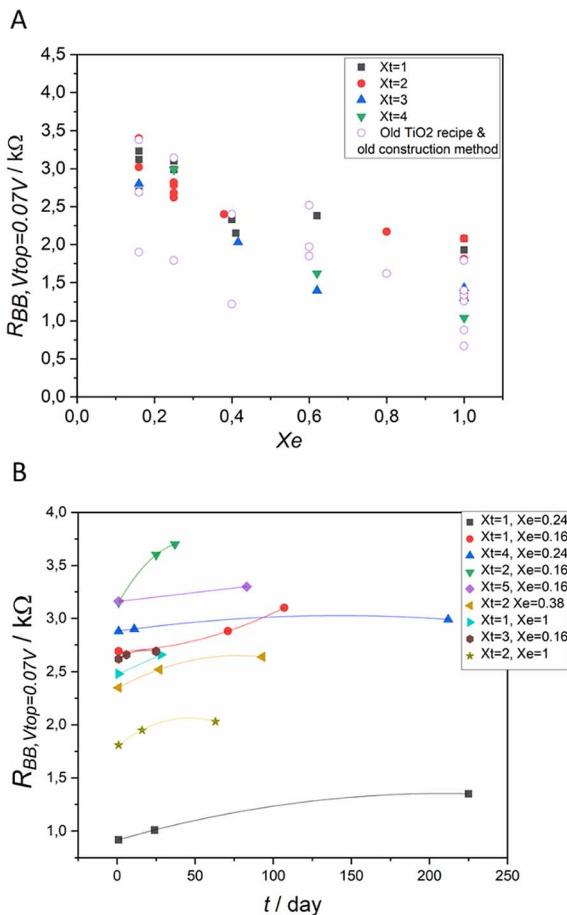 A
4,5
4,0
3,5
3,0
2,5
2,0
1,5
1,0
0,5
0,0
R_BB, Vtop=0.07V / kΩ
Xt=1
Xt=2
Xt=3
Xt=4
Old TiO2 recipe &
old construction method
0,0 0,2 0,4 0,6 0,8 1,0
Xe
B
4,0
3,5
3,0
2,5
2,0
1,5
1,0
R_BB, Vtop=0.07V / kΩ
Xt=1, Xe=0.24
Xt=1, Xe=0.16
Xt=4, Xe=0.24
Xt=2, Xe=0.16
Xt=5, Xe=0.16
Xt=2 Xe=0.38
Xt=1, Xe=1
Xt=3, Xe=0.16
Xt=2, Xe=1
0 50 100 150 200 250
t / day